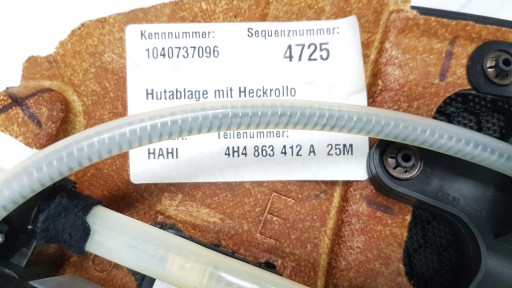 Kennnummer: Sequenznummer:
1040737096 4725
Hutablage mit Heckrollo
Teilenummer:
HAHI 4H4 863 412 A 25M
E